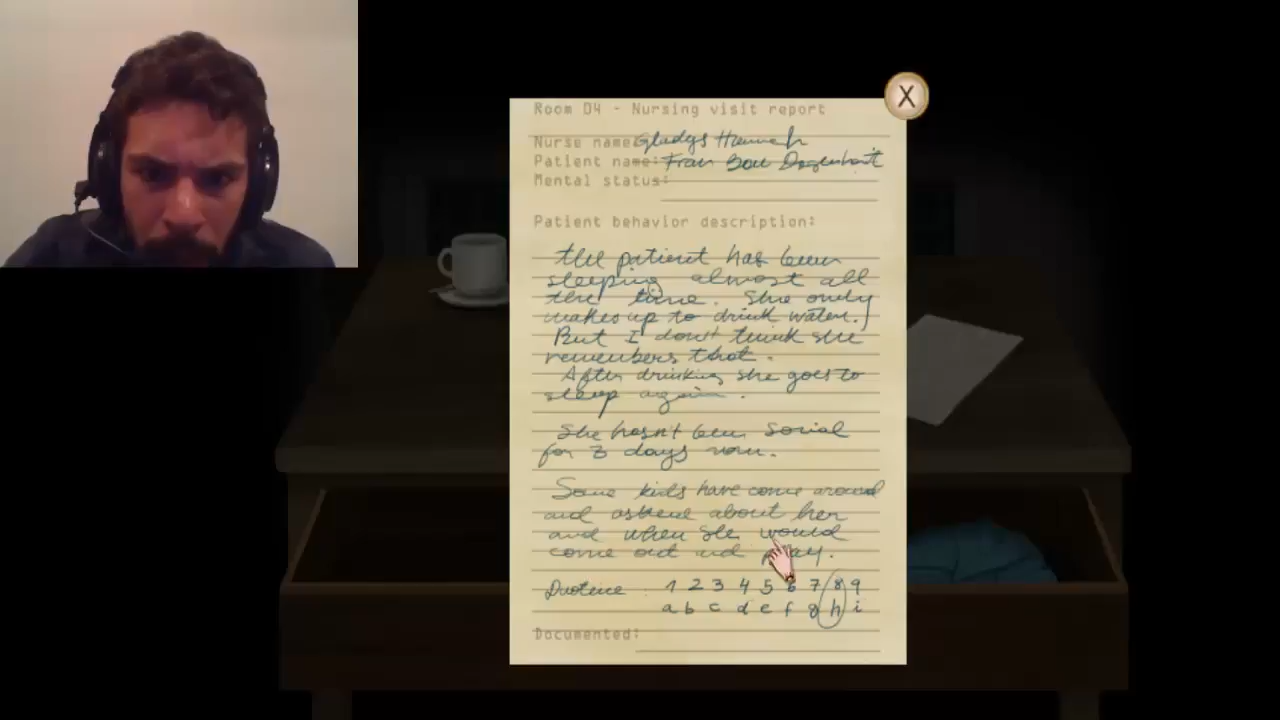 X
Room 04 - Nursing visit report
Nurse name: Gladys Hannah
Patient name: Fran Bow Dagenhart
Mental status:
Patient behavior description:
the patient has been
sleeping almost all
the time. She only
wakes up to drink water.
But I don't think she
remembers that.
After drinking she goes to
sleep again.
She hasn't been social
for 3 days now.
Some kids have come around
and asked about her
and when she would
come out and play.
Duotine : 1 2 3 4 5 6 7 8 9
a b c d e f g h i
Documented: